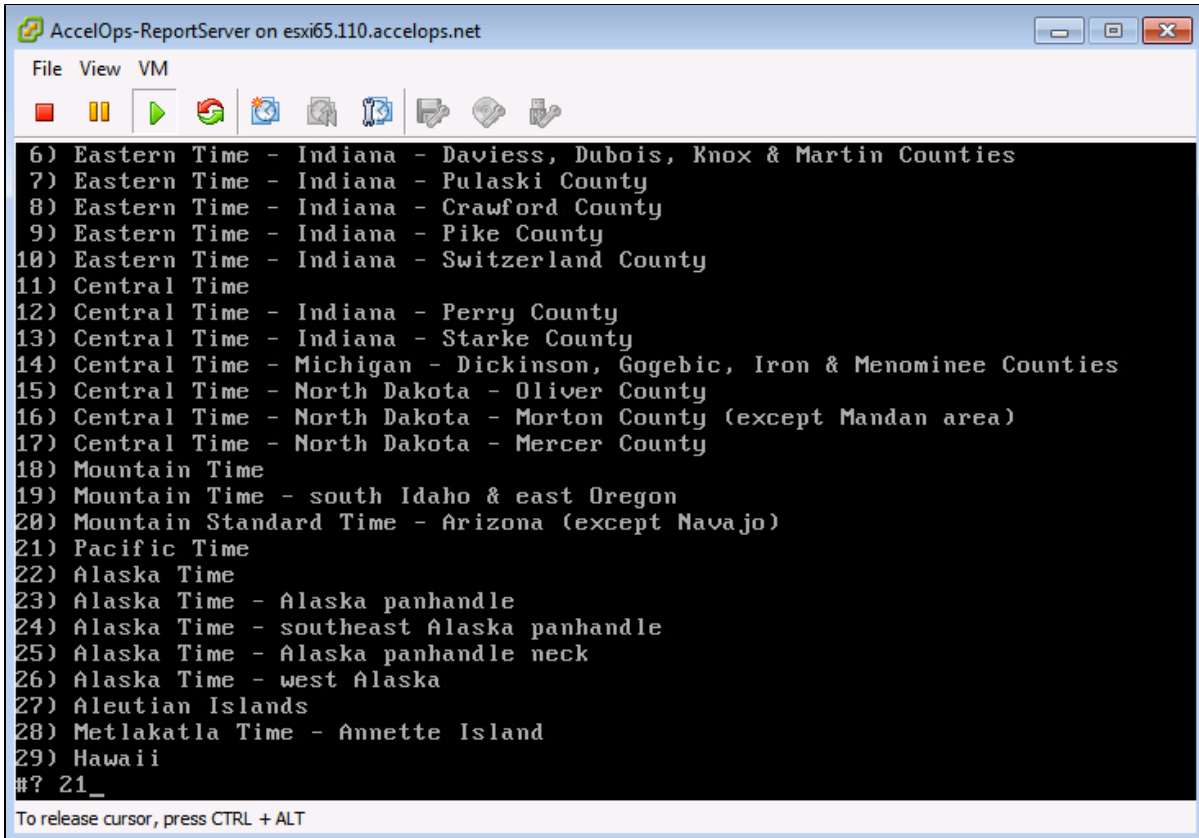 AccelOps-ReportServer on esxi65.110.accelops.net
File View VM
6) Eastern Time - Indiana - Daviess, Dubois, Knox & Martin Counties
7) Eastern Time - Indiana - Pulaski County
8) Eastern Time - Indiana - Crawford County
9) Eastern Time - Indiana - Pike County
10) Eastern Time - Indiana - Switzerland County
11) Central Time
12) Central Time - Indiana - Perry County
13) Central Time - Indiana - Starke County
14) Central Time - Michigan - Dickinson, Gogebic, Iron & Menominee Counties
15) Central Time - North Dakota - Oliver County
16) Central Time - North Dakota - Morton County (except Mandan area)
17) Central Time - North Dakota - Mercer County
18) Mountain Time
19) Mountain Time - south Idaho & east Oregon
20) Mountain Standard Time - Arizona (except Navajo)
21) Pacific Time
22) Alaska Time
23) Alaska Time - Alaska panhandle
24) Alaska Time - southeast Alaska panhandle
25) Alaska Time - Alaska panhandle neck
26) Alaska Time - west Alaska
27) Aleutian Islands
28) Metlakatla Time - Annette Island
29) Hawaii
#? 21_
To release cursor, press CTRL + ALT